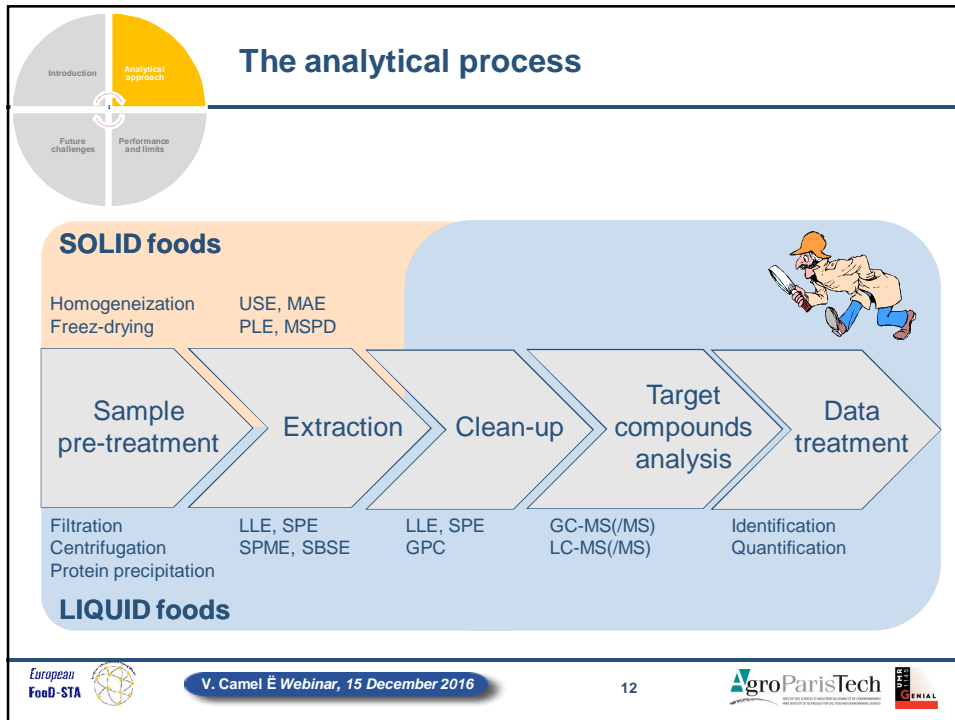 The analytical process
Introduction
Analytical
approach
Future
challenges
Performance
and limits
SOLID foods
Homogeneization
Freez-drying
USE, MAE
PLE, MSPD
Sample
pre-treatment
Extraction
Clean-up
Target
compounds
analysis
Data
treatment
Filtration
Centrifugation
Protein precipitation
LLE, SPE
SPME, SBSE
LLE, SPE
GPC
GC-MS(/MS)
LC-MS(/MS)
Identification
Quantification
LIQUID foods
European
FooD-STA
V. Camel Ë Webinar, 15 December 2016
12
AgroParisTech
UMR
1145
GENIAL